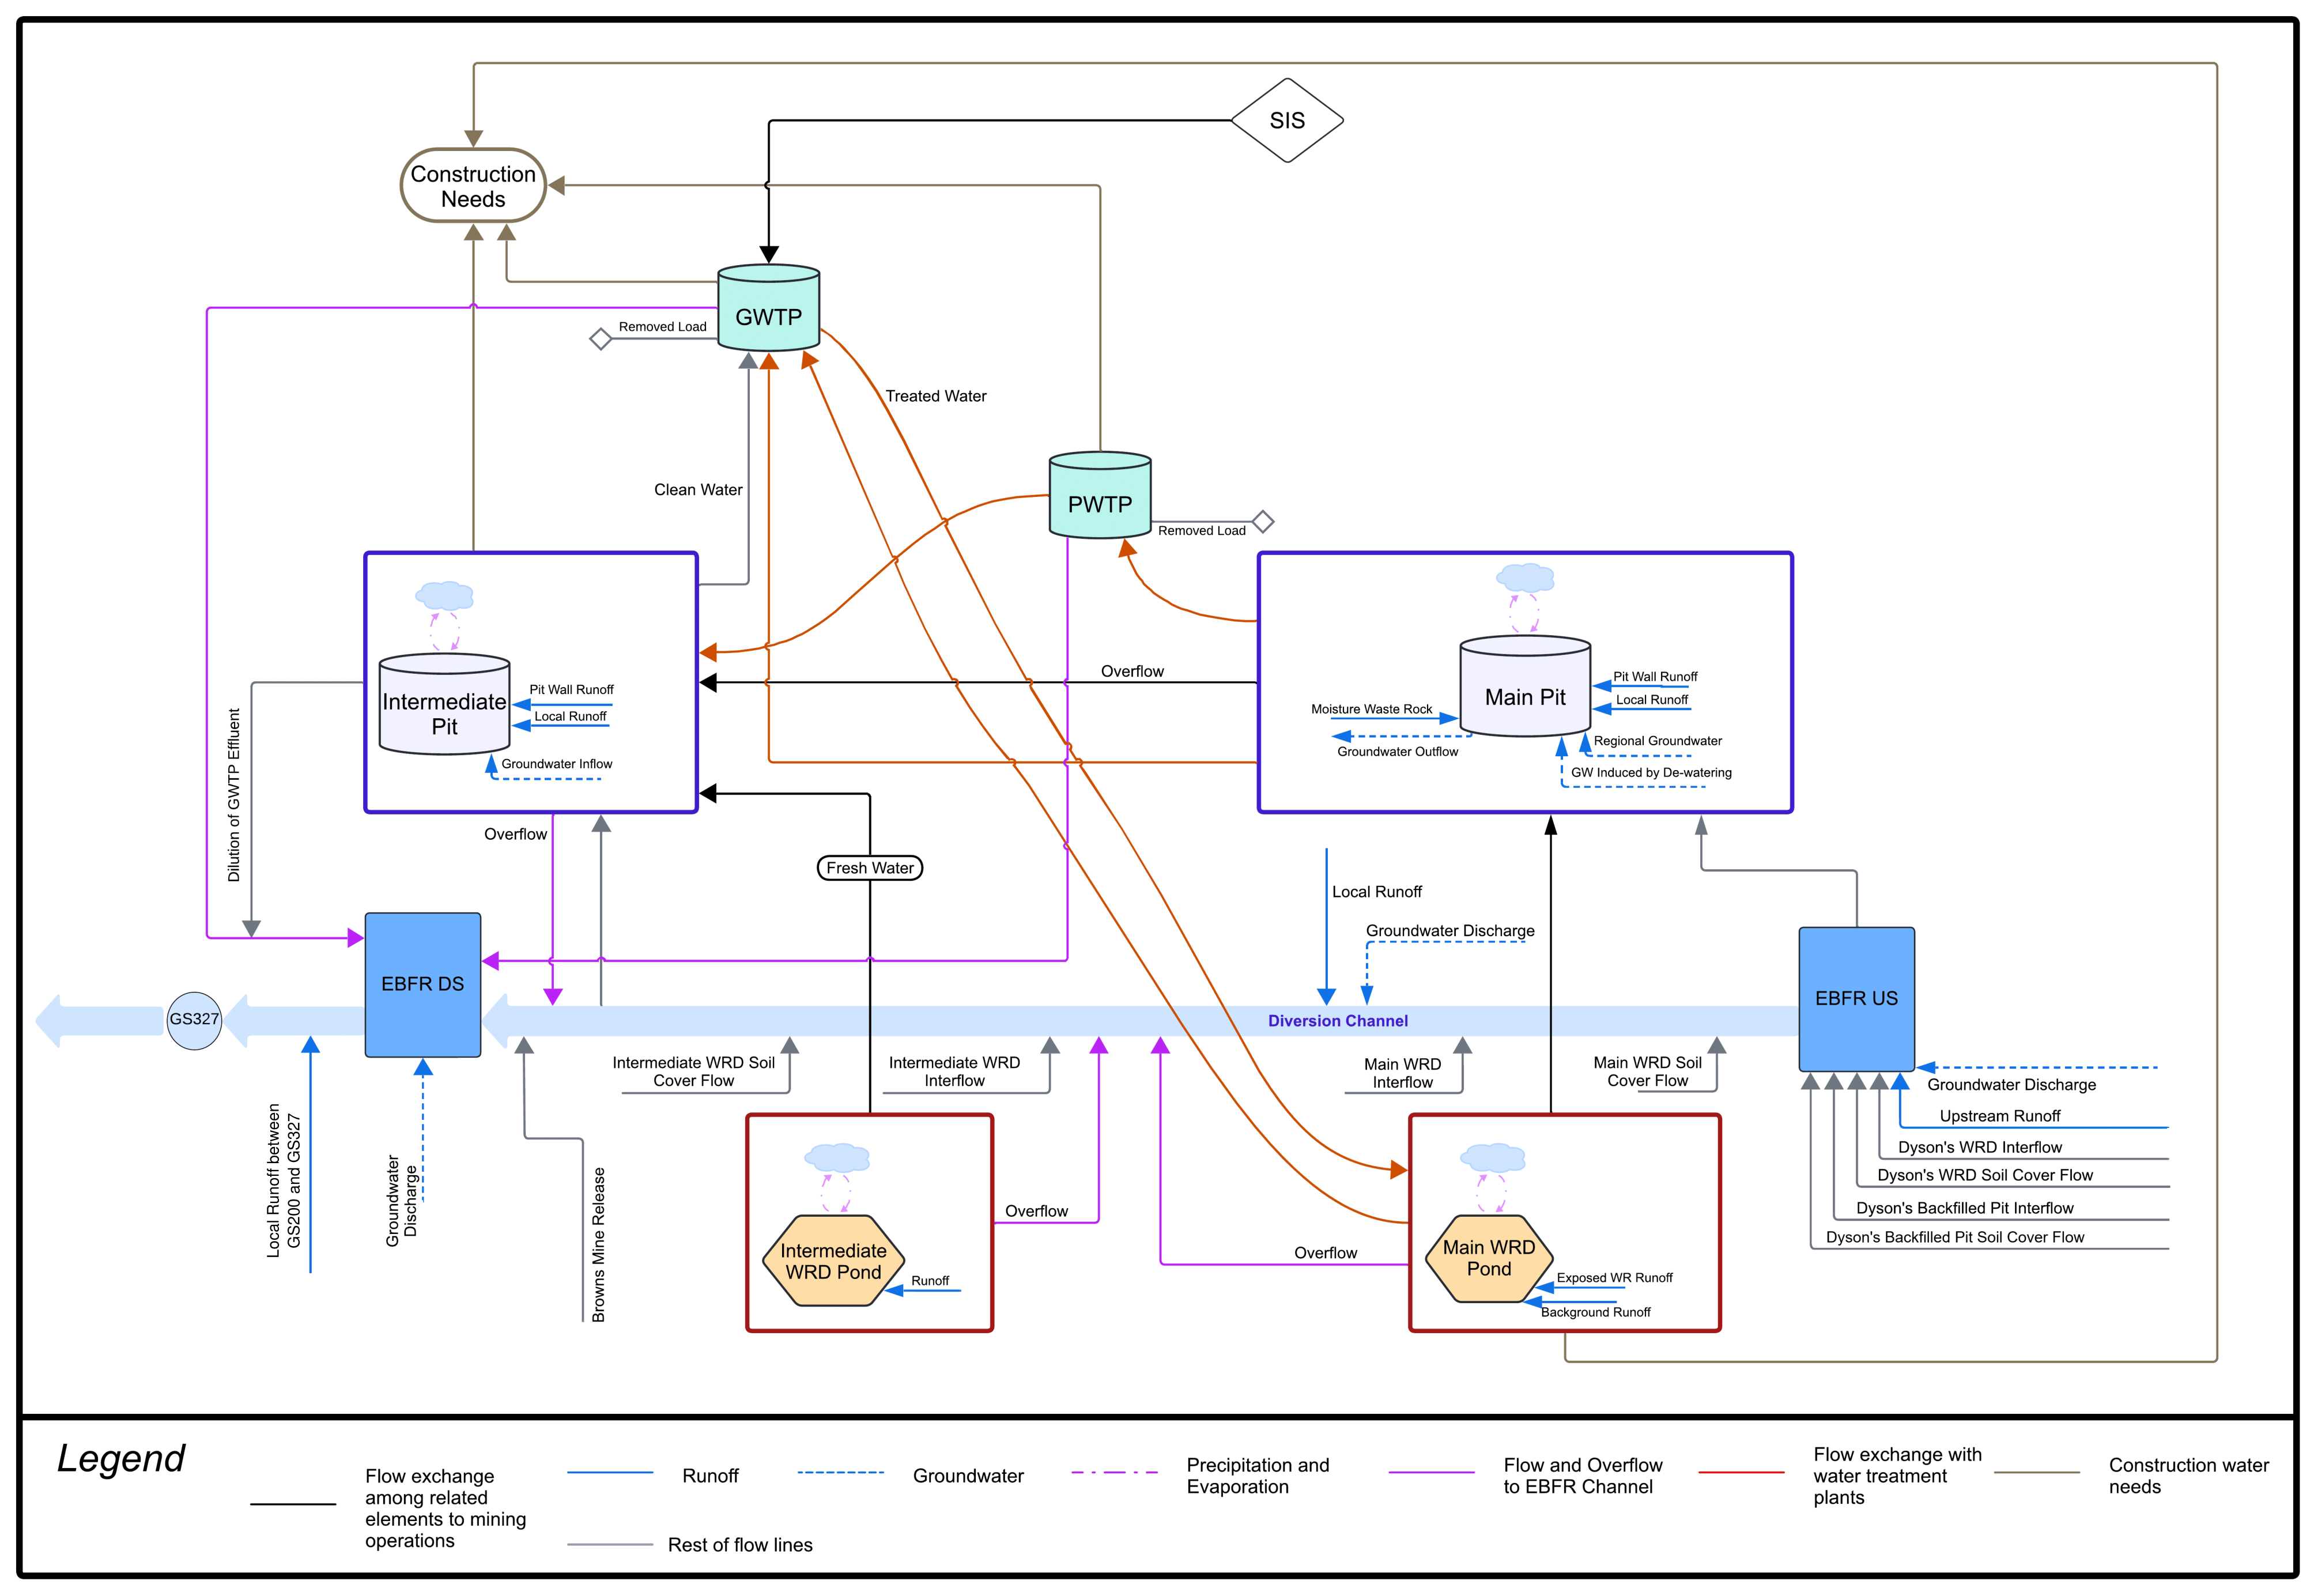 SIS
Construction
Needs
GWTP
Removed Load
Treated Water
Clean Water
PWTP
Removed Load
Intermediate
Pit
Pit Wall Runoff
Local Runoff
Groundwater Inflow
Overflow
Main Pit
Pit Wall Runoff
Local Runoff
Moisture Waste Rock
Groundwater Outflow
Regional Groundwater
GW Induced by De-watering
Dilution of GWTP Effluent
Overflow
Fresh Water
Local Runoff
Groundwater Discharge
EBFR DS
EBFR US
GS327
Diversion Channel
Intermediate WRD Soil
Cover Flow
Intermediate WRD
Interflow
Main WRD
Interflow
Main WRD Soil
Cover Flow
Groundwater Discharge
Upstream Runoff
Dyson's WRD Interflow
Dyson's WRD Soil Cover Flow
Dyson's Backfilled Pit Interflow
Dyson's Backfilled Pit Soil Cover Flow
Local Runoff between
GS200 and GS327
Groundwater
Discharge
Browns Mine Release
Intermediate
WRD Pond
Runoff
Overflow
Overflow
Main WRD
Pond
Exposed WR Runoff
Background Runoff
Legend
Flow exchange
among related
elements to mining
operations
Runoff
Groundwater
Precipitation and
Evaporation
Flow and Overflow
to EBFR Channel
Flow exchange with
water treatment
plants
Construction water
needs
Rest of flow lines